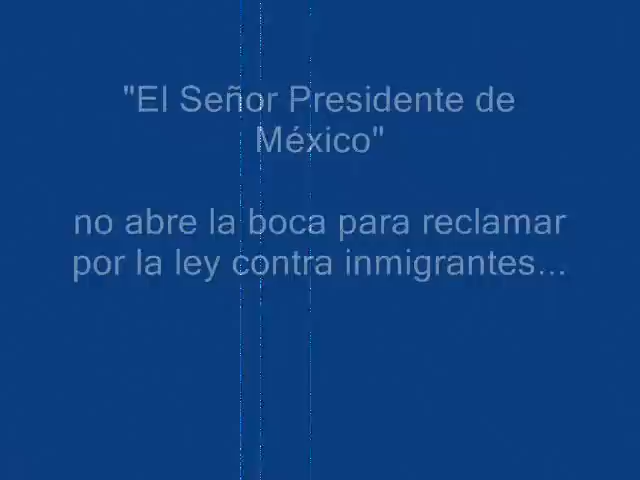 "El Señor Presidente de
México"
no abre la boca para reclamar
por la ley contra inmigrantes...